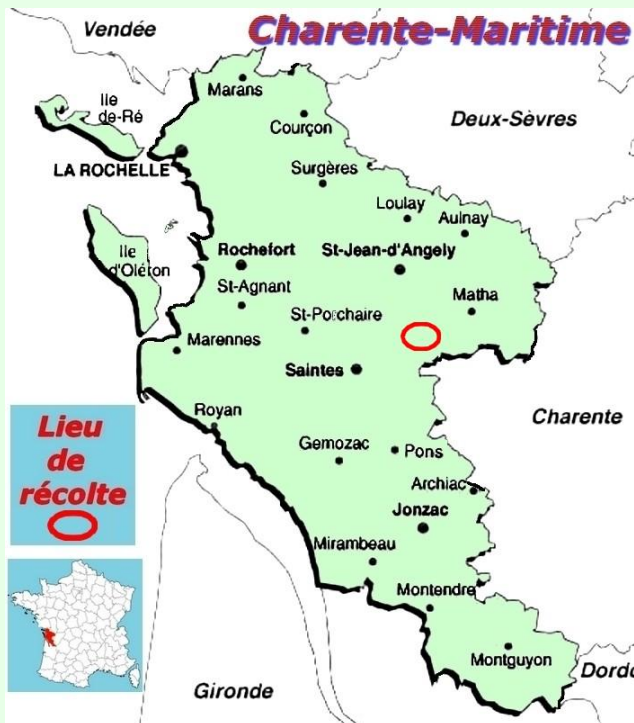 Charente-Maritime
Vendée
Marans
Ile
de-Ré
Courçon
Deux-Sèvres
LA ROCHELLE
Surgères
Loulay
Aulnay
Ile
d'Oléron
Rochefort
St-Jean-d'Angely
St-Agnant
Matha
St-Porchaire
Marennes
Saintes
Royan
Charente
Lieu
de
récolte
Gemozac
Pons
Archiac
Jonzac
Mirambeau
Montendre
Montguyon
Dordo
Gironde